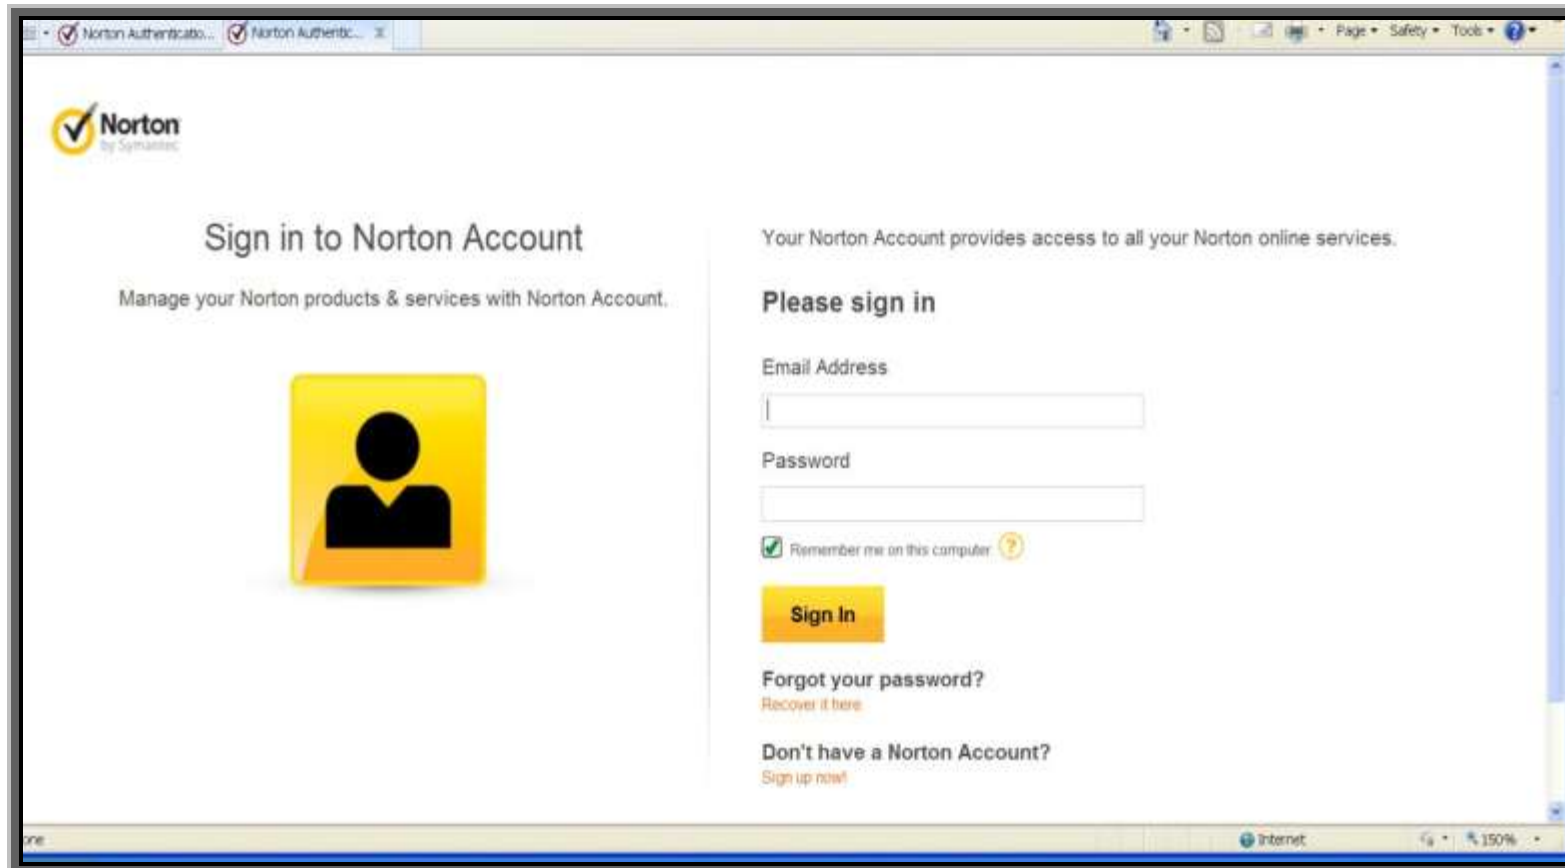 Norton Authenticatio... Norton Authentic... X Page Safety Tools
Norton
by Symantec
Sign in to Norton Account
Manage your Norton products & services with Norton Account.
Your Norton Account provides access to all your Norton online services.
Please sign in
Email Address
Password
Remember me on this computer ?
Sign In
Forgot your password?
Recover it here
Don't have a Norton Account?
Sign up now!
one Internet 150%